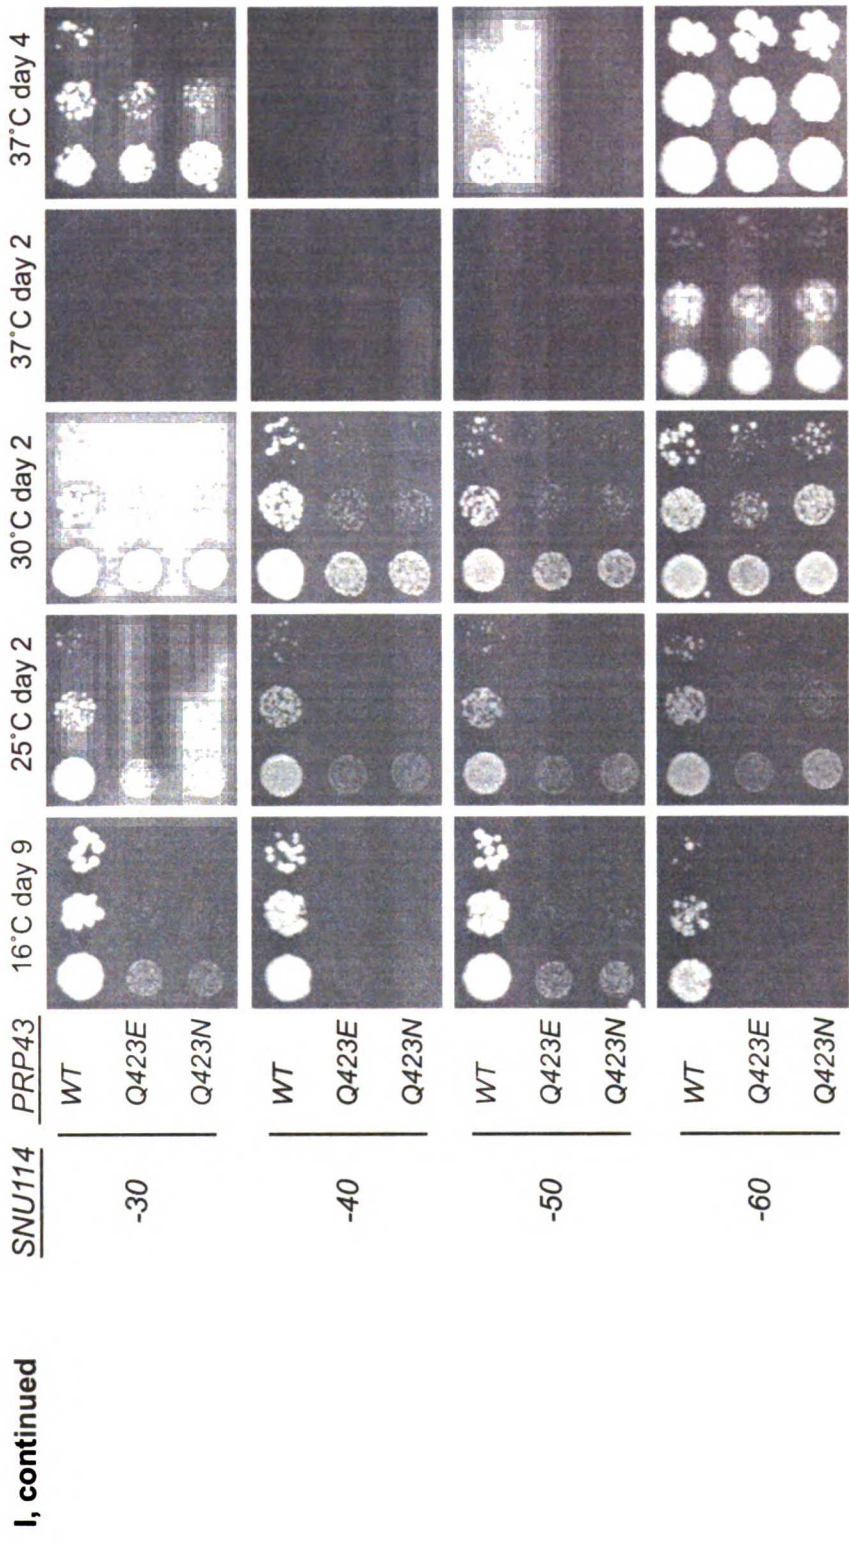 I, continued
SNU114 PRP43 16°C day 9 25°C day 2 30°C day 2 37°C day 2 37°C day 4
-30
WT
Q423E
Q423N
-40
WT
Q423E
Q423N
-50
WT
Q423E
Q423N
-60
WT
Q423E
Q423N